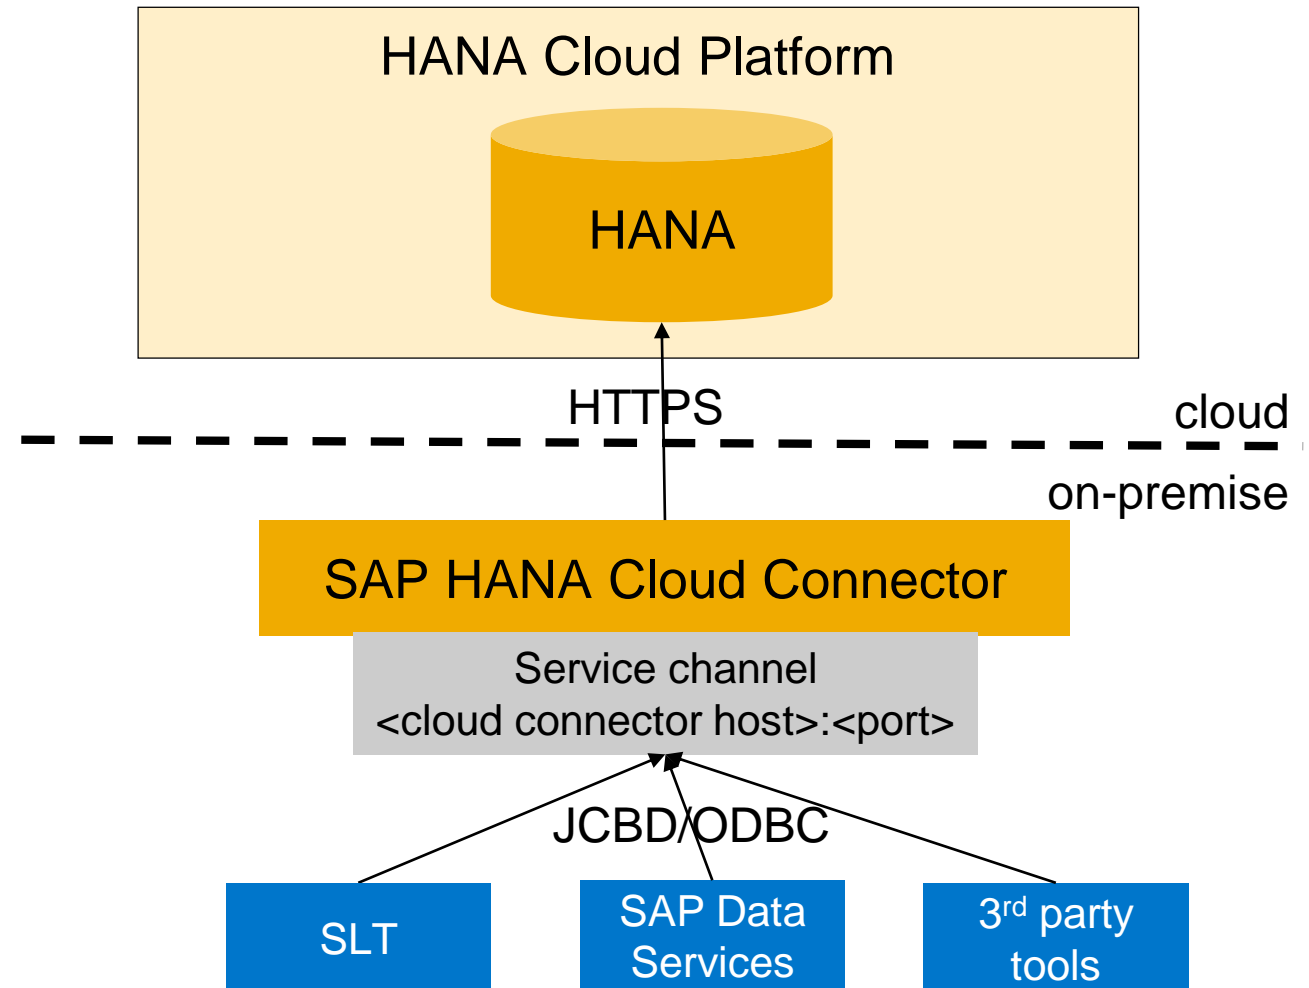 HANA Cloud Platform
HANA
HTTPS
cloud
on-premise
SAP HANA Cloud Connector
Service channel
<cloud connector host>:<port>
JCBD/ODBC
SLT
SAP Data
Services
3rd party
tools